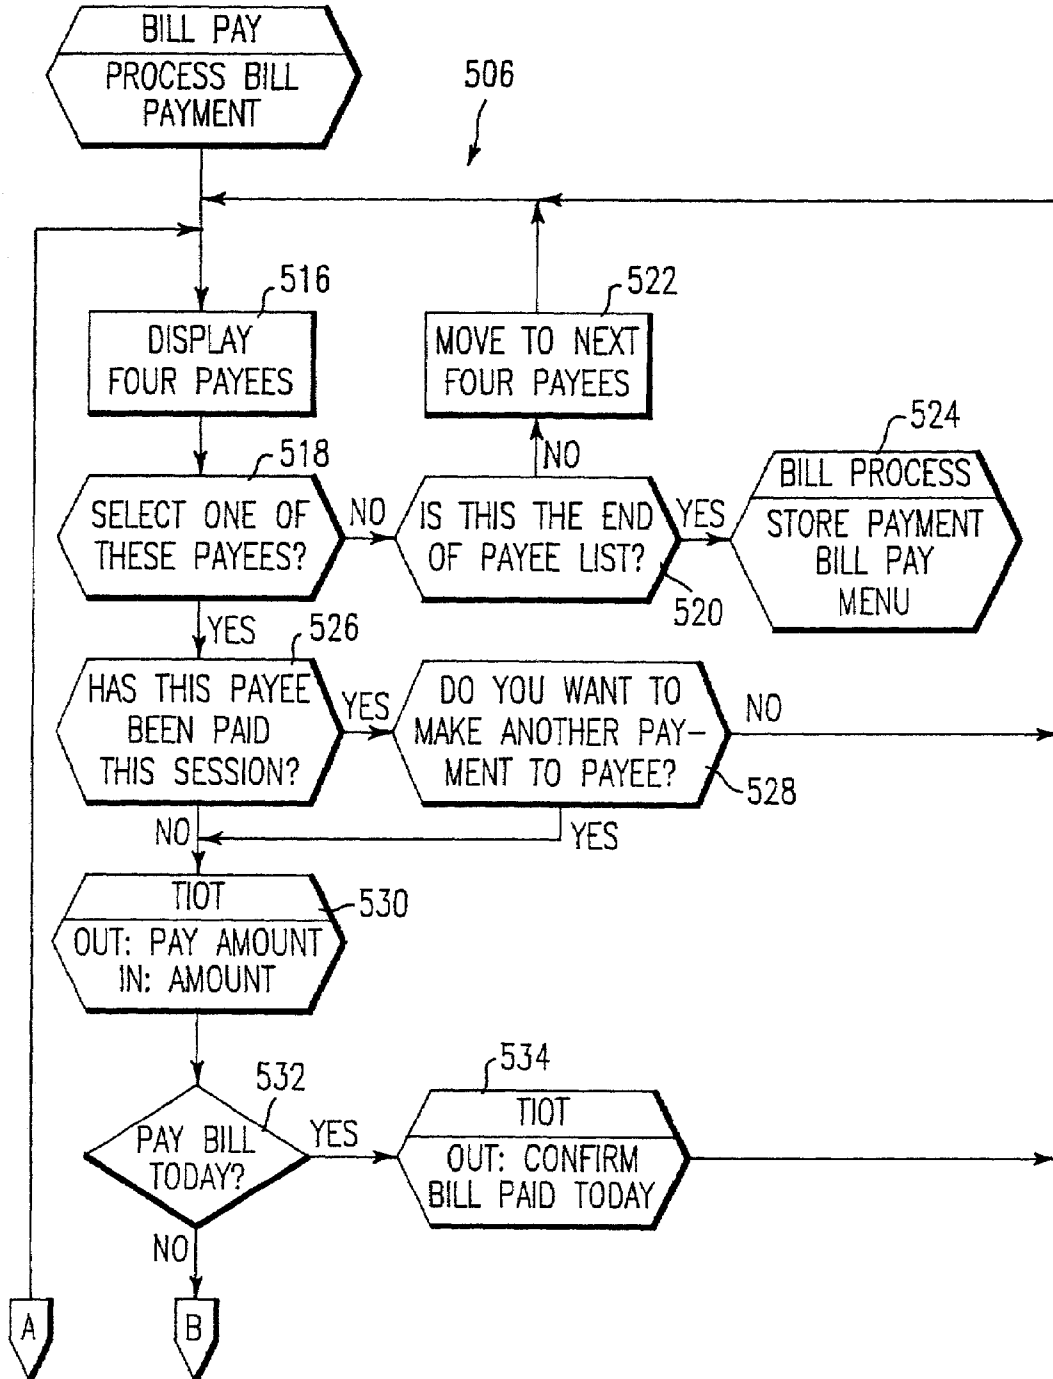 BILL PAY
PROCESS BILL
PAYMENT
506
516
DISPLAY
FOUR PAYEES
522
MOVE TO NEXT
FOUR PAYEES
518
SELECT ONE OF
THESE PAYEES?
NO
NO
IS THIS THE END
OF PAYEE LIST?
520
YES
524
BILL PROCESS
STORE PAYMENT
BILL PAY
MENU
YES
526
HAS THIS PAYEE
BEEN PAID
THIS SESSION?
YES
DO YOU WANT TO
MAKE ANOTHER PAY-
MENT TO PAYEE?
528
NO
NO
YES
TIOT
530
OUT: PAY AMOUNT
IN: AMOUNT
532
PAY BILL
TODAY?
YES
534
TIOT
OUT: CONFIRM
BILL PAID TODAY
NO
A
B